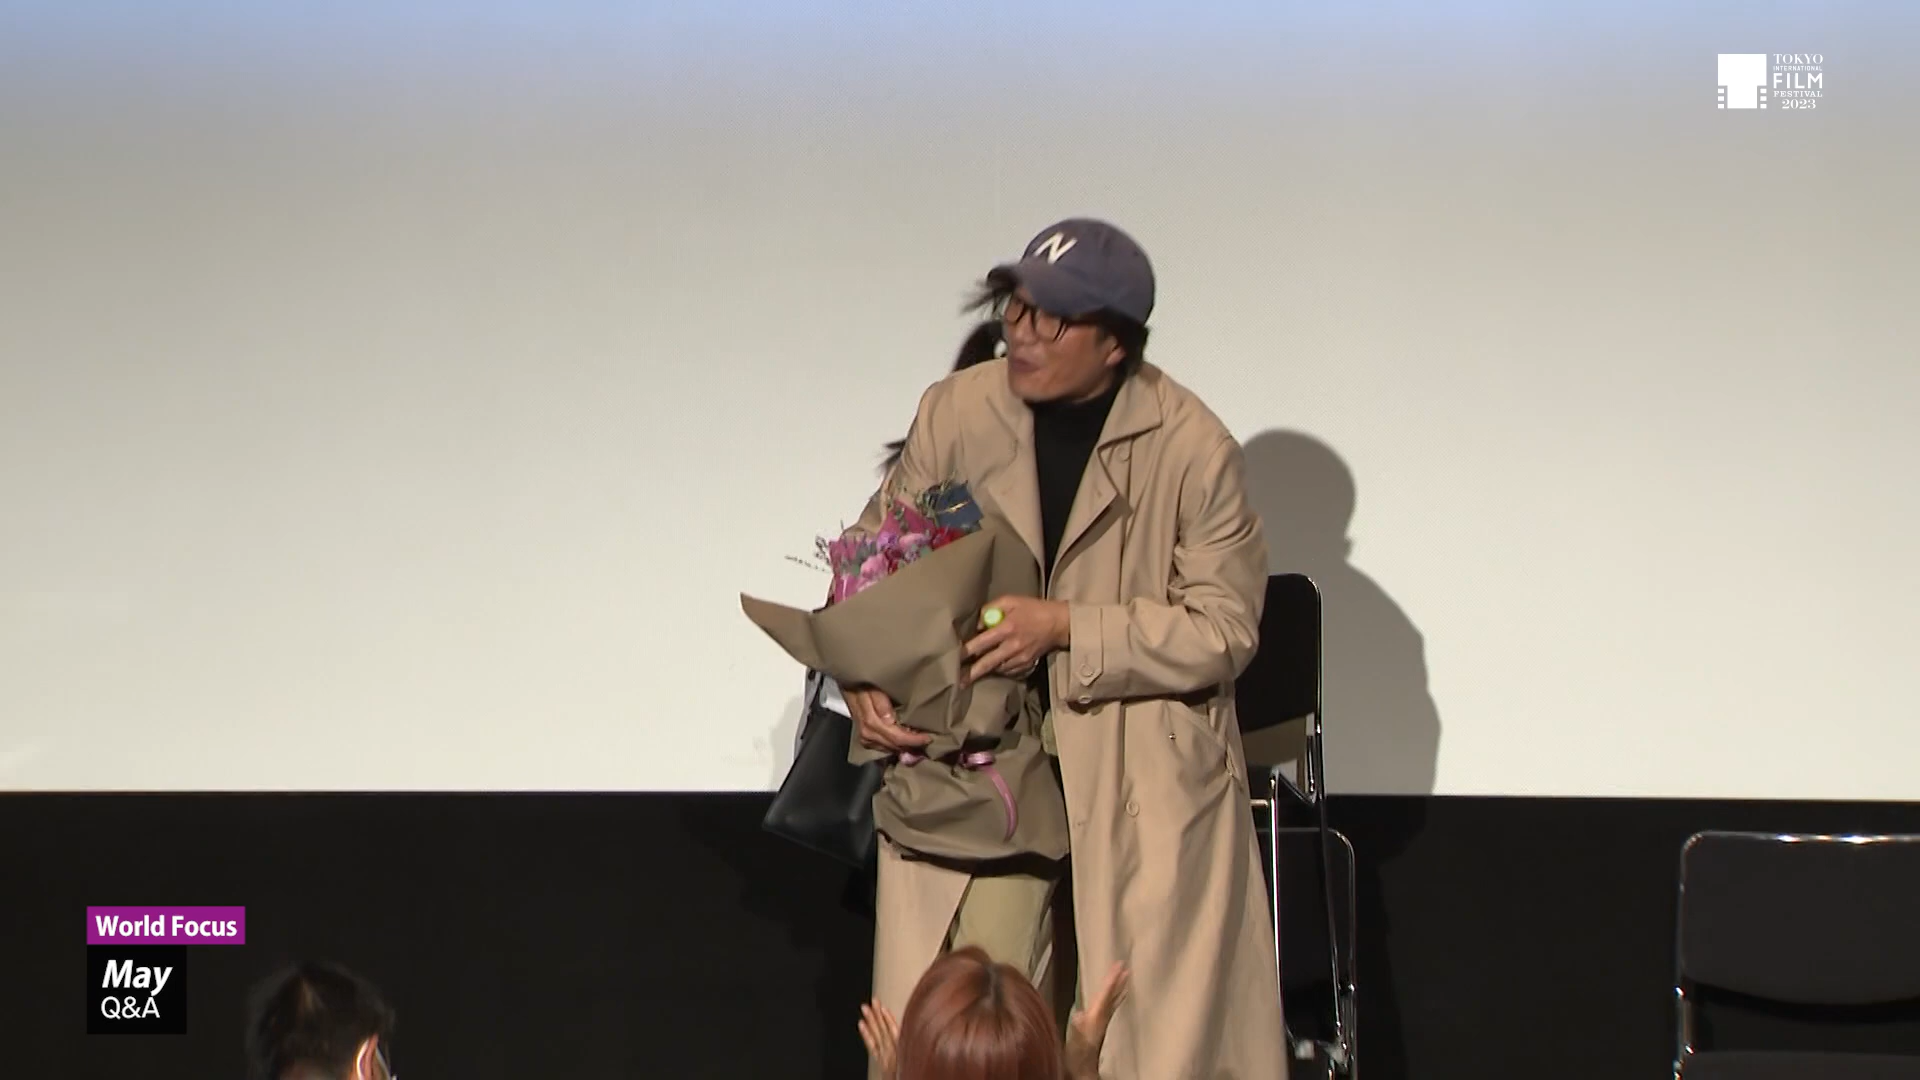 TOKYO
INTERNATIONAL
FILM
FESTIVAL
2023
N
World Focus
May
Q&A